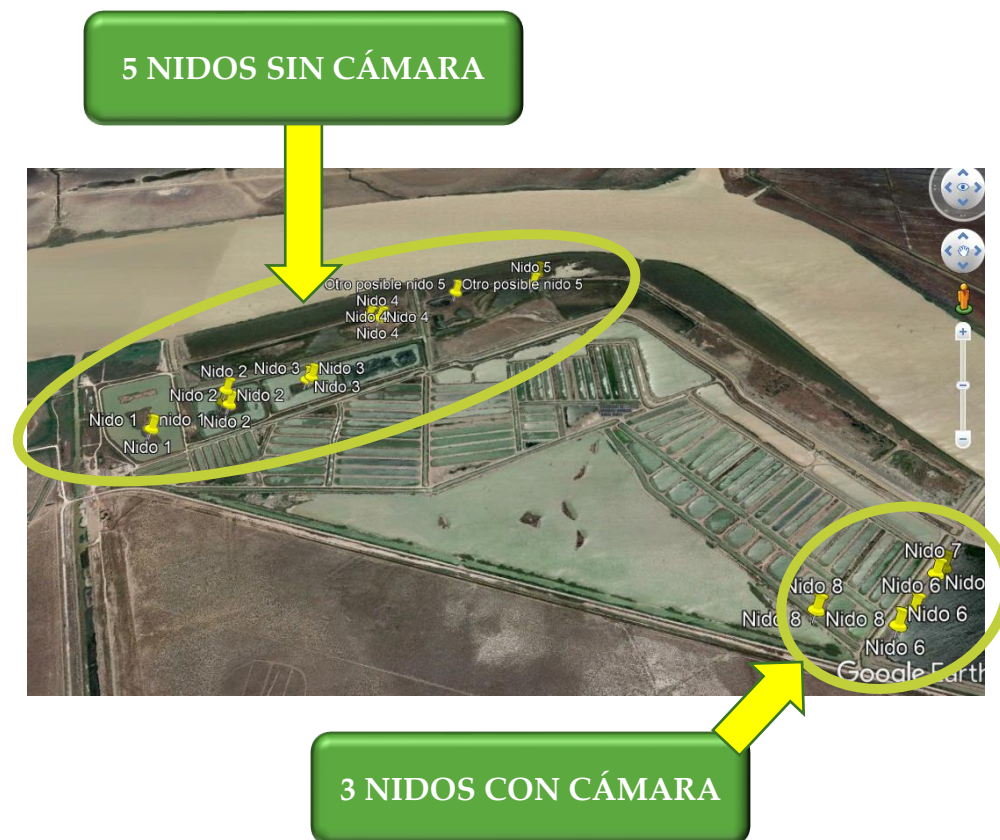 5 NIDOS SIN CÁMARA
Nido 5
Otro posible nido 5
Otro posible nido 5
Nido 4
Nido 4
Nido 4
Nido 4
Nido 2
Nido 3
Nido 3
Nido 3
Nido 2
Nido 2
Nido 2
Nido 1
nido 1
Nido 1
Nido 7
Nido
Nido 8
Nido 6
Nido 8
Nido 8
Nido 6
Nido 6
Google Earth
3 NIDOS CON CÁMARA